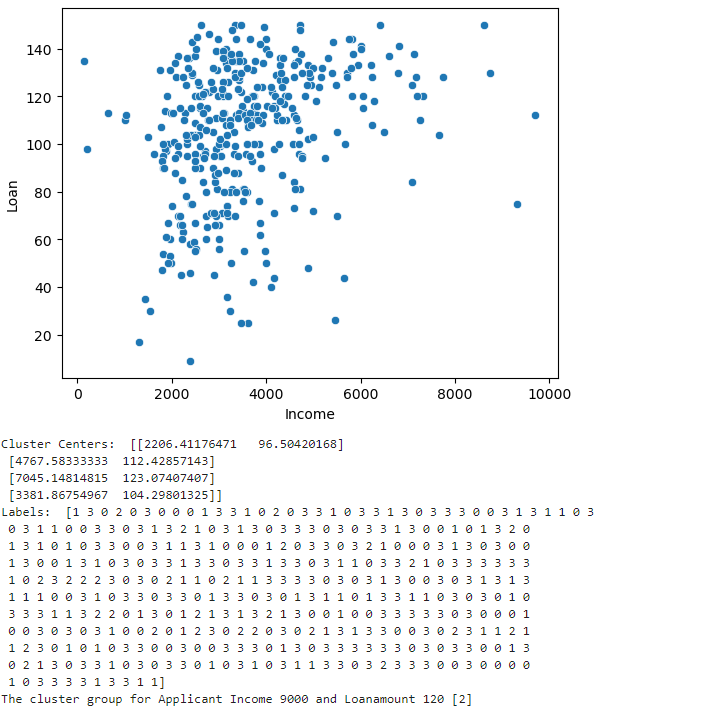 140
120
100
80
60
40
20
Loan
0 2000 4000 6000 8000 10000
Income
Cluster Centers:  [[2206.41176471   96.50420168]
 [4767.58333333  112.42857143]
 [7045.14814815  123.07407407]
 [3381.86754967  104.29801325]]
Labels:  [1 3 0 2 0 3 0 0 0 1 3 3 1 0 2 0 3 3 1 0 3 3 1 3 0 3 3 3 0 0 3 1 3 1 1 0 3
 0 3 1 1 0 0 3 3 0 3 1 3 2 1 0 3 1 3 0 3 3 3 0 3 0 3 3 1 3 0 0 1 0 1 3 2 0
 1 3 1 0 1 0 3 3 0 0 3 1 1 3 1 0 0 0 1 2 0 3 3 0 3 2 1 0 0 0 3 1 3 0 3 0 0
 1 3 0 0 1 3 1 0 3 0 3 3 1 3 3 0 3 3 1 3 3 0 3 1 1 0 3 3 2 1 0 3 3 3 3 3 3
 1 0 2 3 2 2 2 3 0 3 0 2 1 1 0 2 1 1 3 3 3 3 0 3 0 3 1 3 0 0 3 0 3 1 3 1 3
 1 1 1 0 0 3 1 0 3 3 0 0 3 3 0 3 0 1 3 1 1 0 1 3 3 1 1 0 3 0 3 0 3 0 1 0
 3 3 3 1 1 3 2 2 0 1 3 0 1 2 1 3 1 3 2 1 3 0 0 1 0 0 3 3 3 3 3 0 3 0 0 0 1
 0 0 3 0 3 0 3 1 0 0 2 0 1 2 3 0 2 2 0 3 0 2 1 3 1 3 3 0 0 3 0 2 3 1 1 2 1
 1 2 3 0 1 0 1 0 3 3 3 0 1 3 0 3 3 3 3 0 1 3 0 3 3 0 3 0 2 0 3 3 0 0 1 3
 0 2 1 3 0 3 3 1 0 3 0 3 3 0 1 0 3 1 0 3 1 1 3 3 0 3 2 3 3 3 0 0 3 0 0 0 0
 1 0 3 3 3 3 1 3 3 1 1]
The cluster group for Applicant Income 9000 and Loanamount 120 [2]